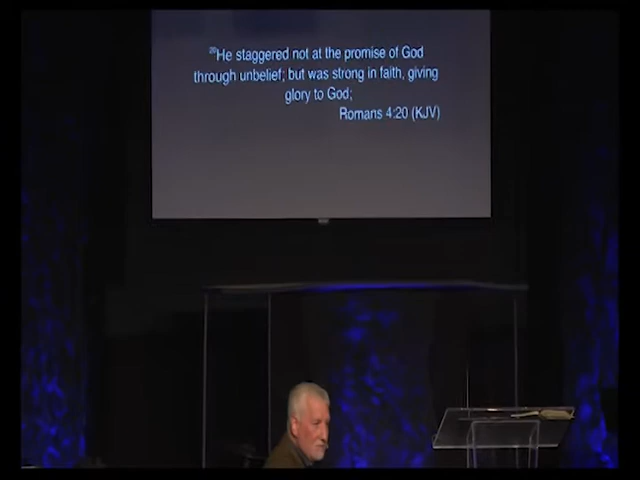 ²⁰He staggered not at the promise of God
through unbelief; but was strong in faith, giving
glory to God;
Romans 4:20 (KJV)